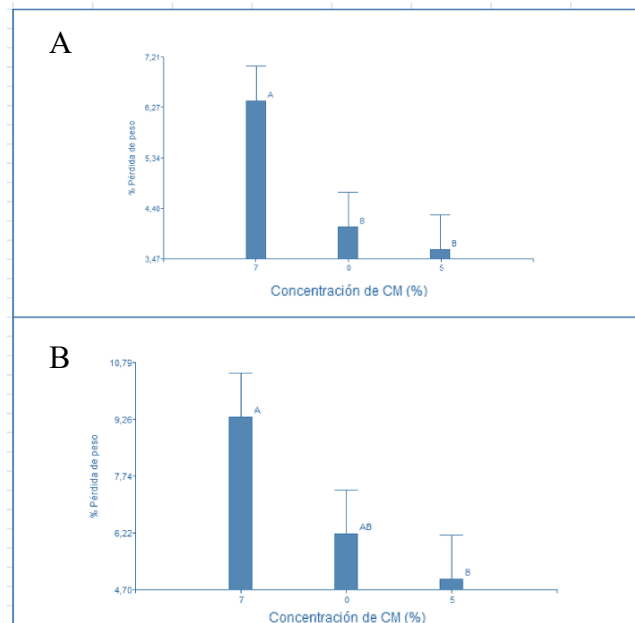 A
7,21
6,27
5,34
4,40
3,47
% Pérdida de peso
A
B
B
7 0 5
Concentración de CM (%)
B
10,79
9,26
7,74
6,22
4,70
% Pérdida de peso
A
AB
B
7 0 5
Concentración de CM (%)